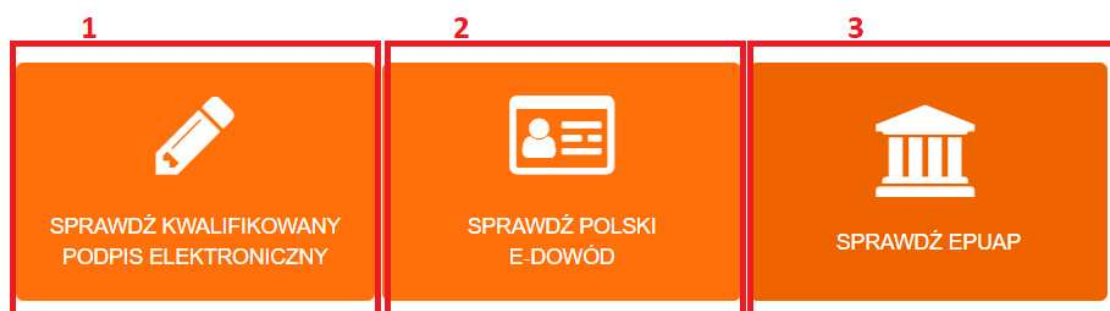 1
2
3
SPRAWDŹ KWALIFIKOWANY
PODPIS ELEKTRONICZNY
SPRAWDŹ POLSKI
E-DOWÓD
SPRAWDŹ EPUAP